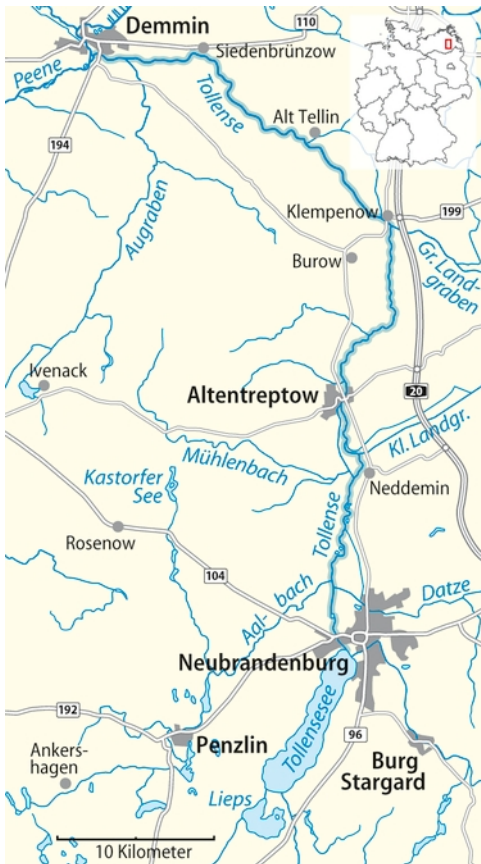 Demmin
110
Siedenbrünzow
Peene
Tollense
Alt Tellin
194
Augraben
Klempenow
199
Burow
Gr. Land-
graben
Ivenack
Altentreptow
20
Kl. Landgr.
Mühlenbach
Kastorfer
See
Neddemin
Tollense
Rosenow
104
Aal-
bach
Datze
Neubrandenburg
192
Penzlin
96
Tollensesee
Ankers-
hagen
Burg
Stargard
Lieps
10 Kilometer